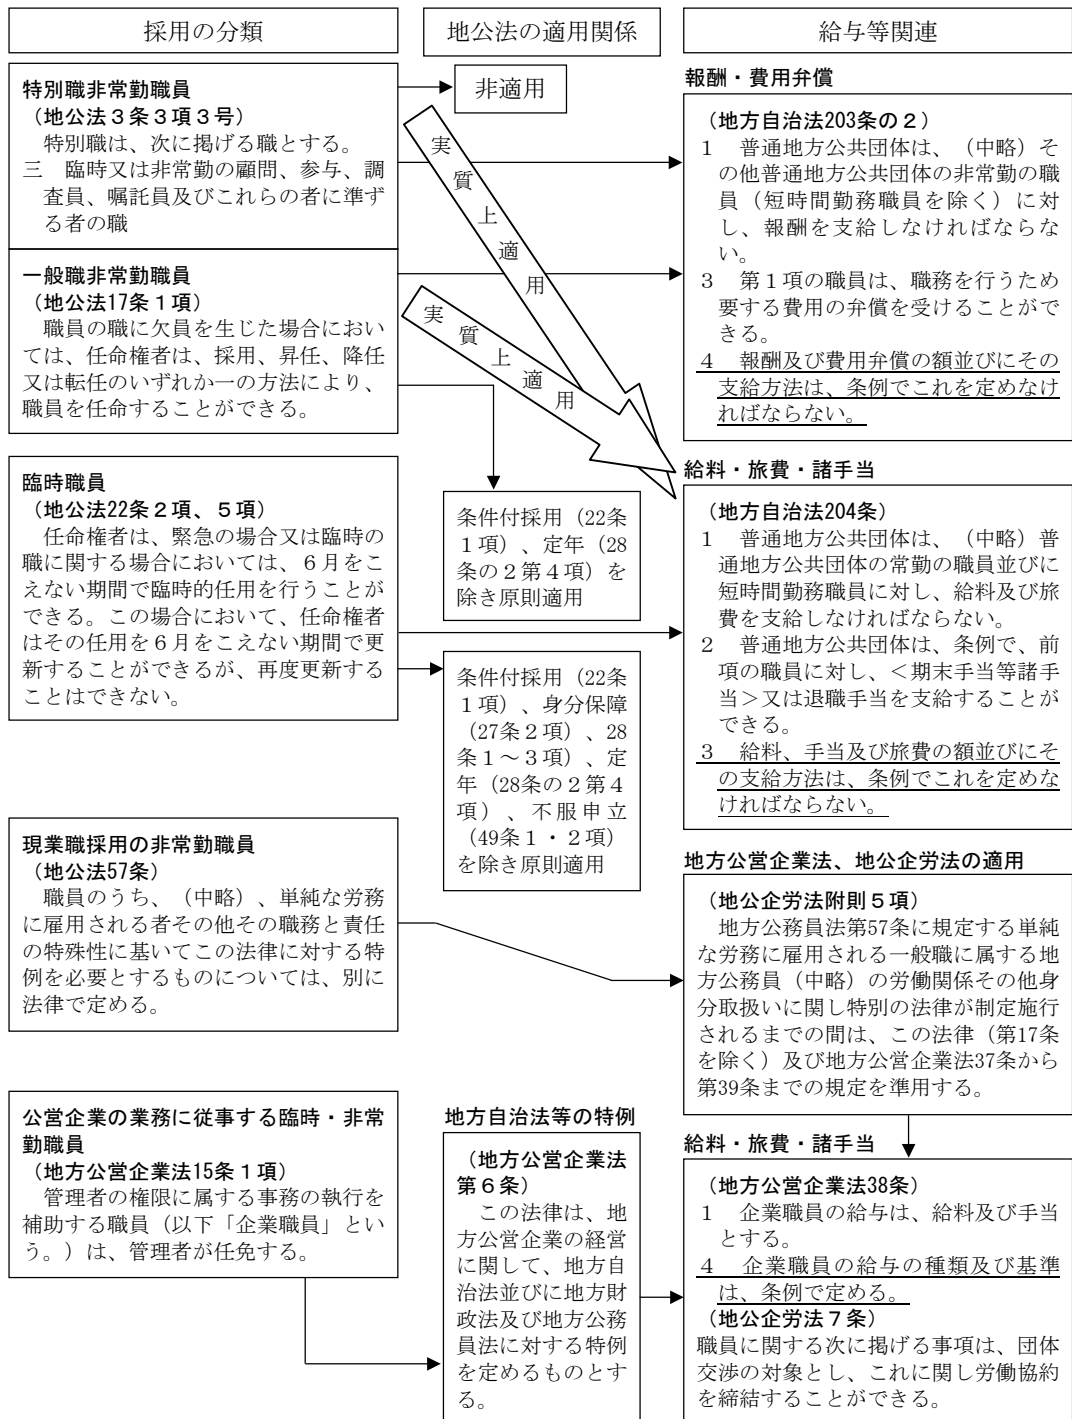 採用の分類
地公法の適用関係
給与等関連
特別職非常勤職員
(地公法3条3項3号)
特別職は、次に掲げる職とする。
三 臨時又は非常勤の顧問、参与、調
査員、嘱託員及びこれらの者に準ず
る者の職
一般職非常勤職員
(地公法17条1項)
職員の職に欠員を生じた場合におい
ては、任命権者は、採用、昇任、降任
又は転任のいずれか一の方法により、
職員を任命することができる。
臨時職員
(地公法22条2項、5項)
任命権者は、緊急の場合又は臨時の
職に関する場合においては、6月をこ
えない期間で臨時的任用を行うことが
できる。この場合において、任命権者
はその任用を6月をこえない期間で更
新することができるが、再度更新する
ことはできない。
現業職採用の非常勤職員
(地公法57条)
職員のうち、(中略)、単純な労務
に雇用される者その他その職務と責任
の特殊性に基いてこの法律に対する特
例を必要とするものについては、別に
法律で定める。
公営企業の業務に従事する臨時・非常
勤職員
(地方公営企業法15条1項)
管理者の権限に属する事務の執行を
補助する職員(以下「企業職員」とい
う。)は、管理者が任免する。
非適用
実質上適用
実質上適用
条件付採用(22条
1項)、定年(28
条の2第4項)を
除き原則適用
条件付採用(22条
1項)、身分保障
(27条2項)、28
条1~3項)、定
年(28条の2第4
項)、不服申立
(49条1・2項)
を除き原則適用
地方自治法等の特例
(地方公営企業法
第6条)
この法律は、地
方公営企業の経営
に関して、地方自
治法並びに地方財
政法及び地方公務
員法に対する特例
を定めるものとす
る。
報酬・費用弁償
(地方自治法203条の2)
1 普通地方公共団体は、(中略)そ
の他普通地方公共団体の非常勤の職
員(短時間勤務職員を除く)に対
し、報酬を支給しなければならな
い。
3 第1項の職員は、職務を行うため
要する費用の弁償を受けることがで
きる。
4 報酬及び費用弁償の額並びにその
支給方法は、条例でこれを定めなけ
ればならない。
給料・旅費・諸手当
(地方自治法204条)
1 普通地方公共団体は、(中略)普
通地方公共団体の常勤の職員並びに
短時間勤務職員に対し、給料及び旅
費を支給しなければならない。
2 普通地方公共団体は、条例で、前
項の職員に対し、<期末手当等諸手
当>又は退職手当を支給することが
できる。
3 給料、手当及び旅費の額並びにそ
の支給方法は、条例でこれを定めな
ければならない。
地方公営企業法、地公企労法の適用
(地公企労法附則5項)
地方公務員法第57条に規定する単純
な労務に雇用される一般職に属する地
方公務員(中略)の労働関係その他身
分取扱いに関し特別の法律が制定施行
されるまでの間は、この法律(第17条
を除く)及び地方公営企業法37条から
第39条までの規定を準用する。
給料・旅費・諸手当
(地方公営企業法38条)
1 企業職員の給与は、給料及び手当
とする。
4 企業職員の給与の種類及び基準
は、条例で定める。
(地公企労法7条)
職員に関する次に掲げる事項は、団体
交渉の対象とし、これに関し労働協約
を締結することができる。